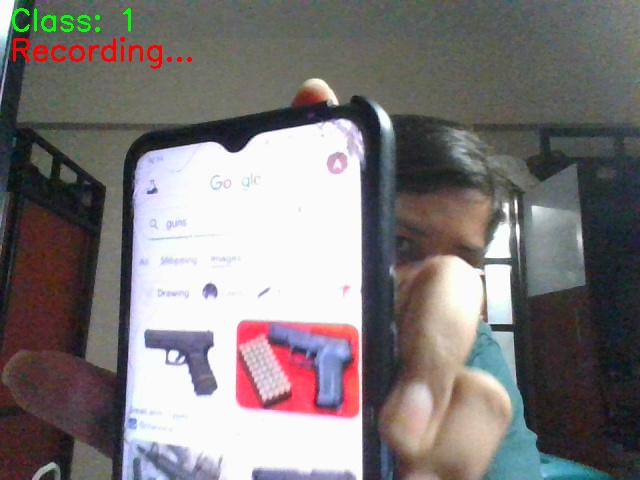 Class: 1
Recording...
Google
guns
All Shopping Images
Drawing